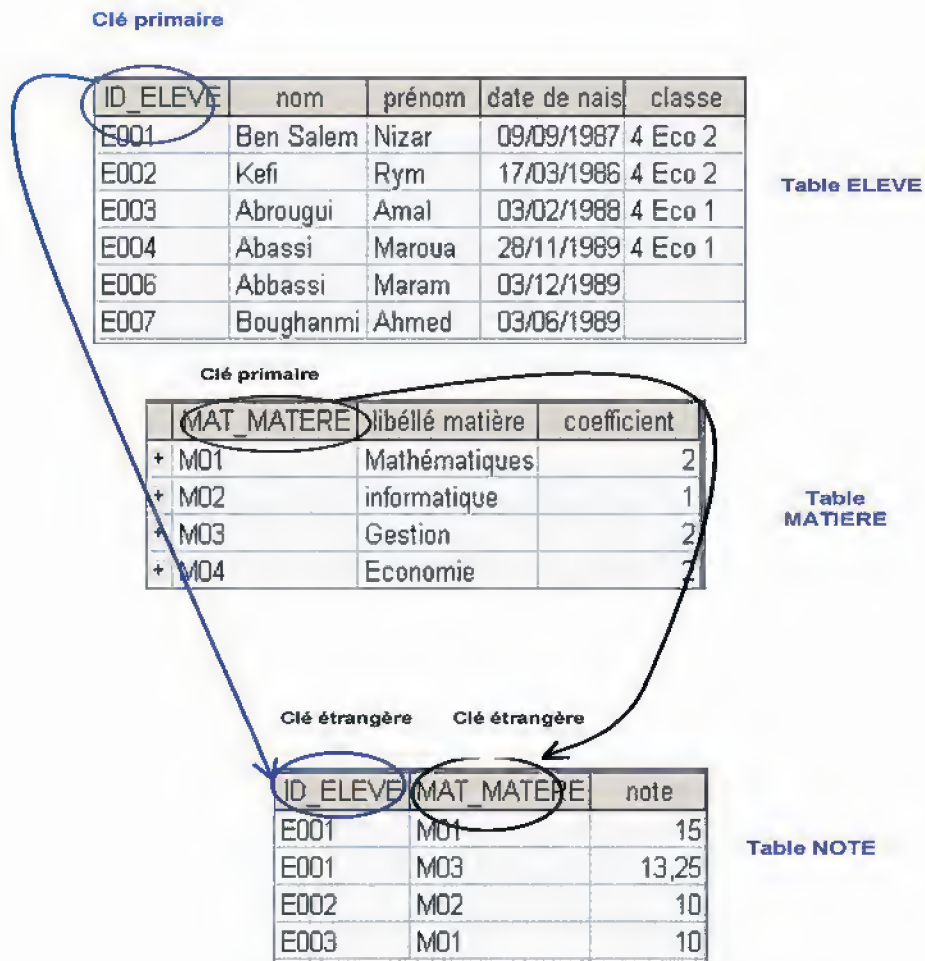 Clé primaire
ID_ELEVE nom prénom date de nais classe
E001 Ben Salem Nizar 09/09/1987 4 Eco 2
E002 Kefi Rym 17/03/1986 4 Eco 2
E003 Abrougui Amal 03/02/1988 4 Eco 1
E004 Abassi Maroua 28/11/1989 4 Eco 1
E006 Abbassi Maram 03/12/1989
E007 Boughanmi Ahmed 03/06/1989
Table ELEVE
Clé primaire
MAT_MATERE libéllé matière coefficient
+ M01 Mathématiques 2
+ M02 informatique 1
+ M03 Gestion 2
+ M04 Economie 2
Table
MATIERE
Clé étrangère Clé étrangère
ID_ELEVE MAT_MATERE note
E001 M01 15
E001 M03 13,25
E002 M02 10
E003 M01 10
Table NOTE